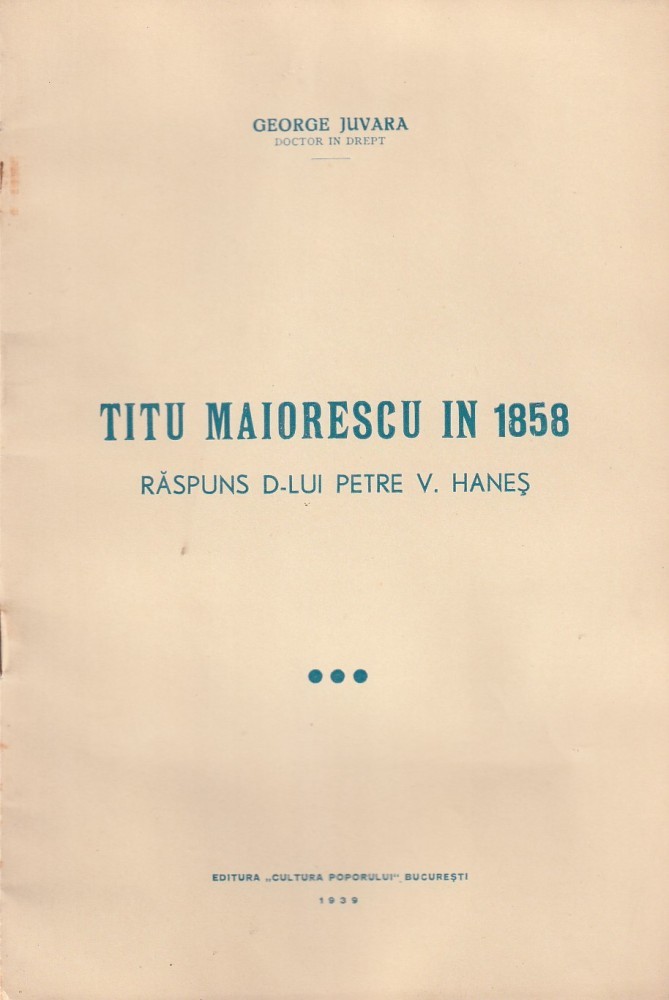 GEORGE JUVARA
DOCTOR IN DREPT
TITU MAIORESCU IN 1858
RĂSPUNS D-LUI PETRE V. HANEȘ
EDITURA „CULTURA POPORULUI“ BUCUREȘTI
1939